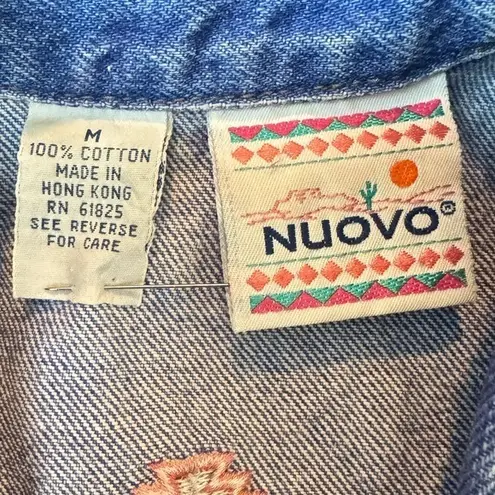 M
100% COTTON
MADE IN
HONG KONG
RN 61825
SEE REVERSE
FOR CARE
NUOVO®